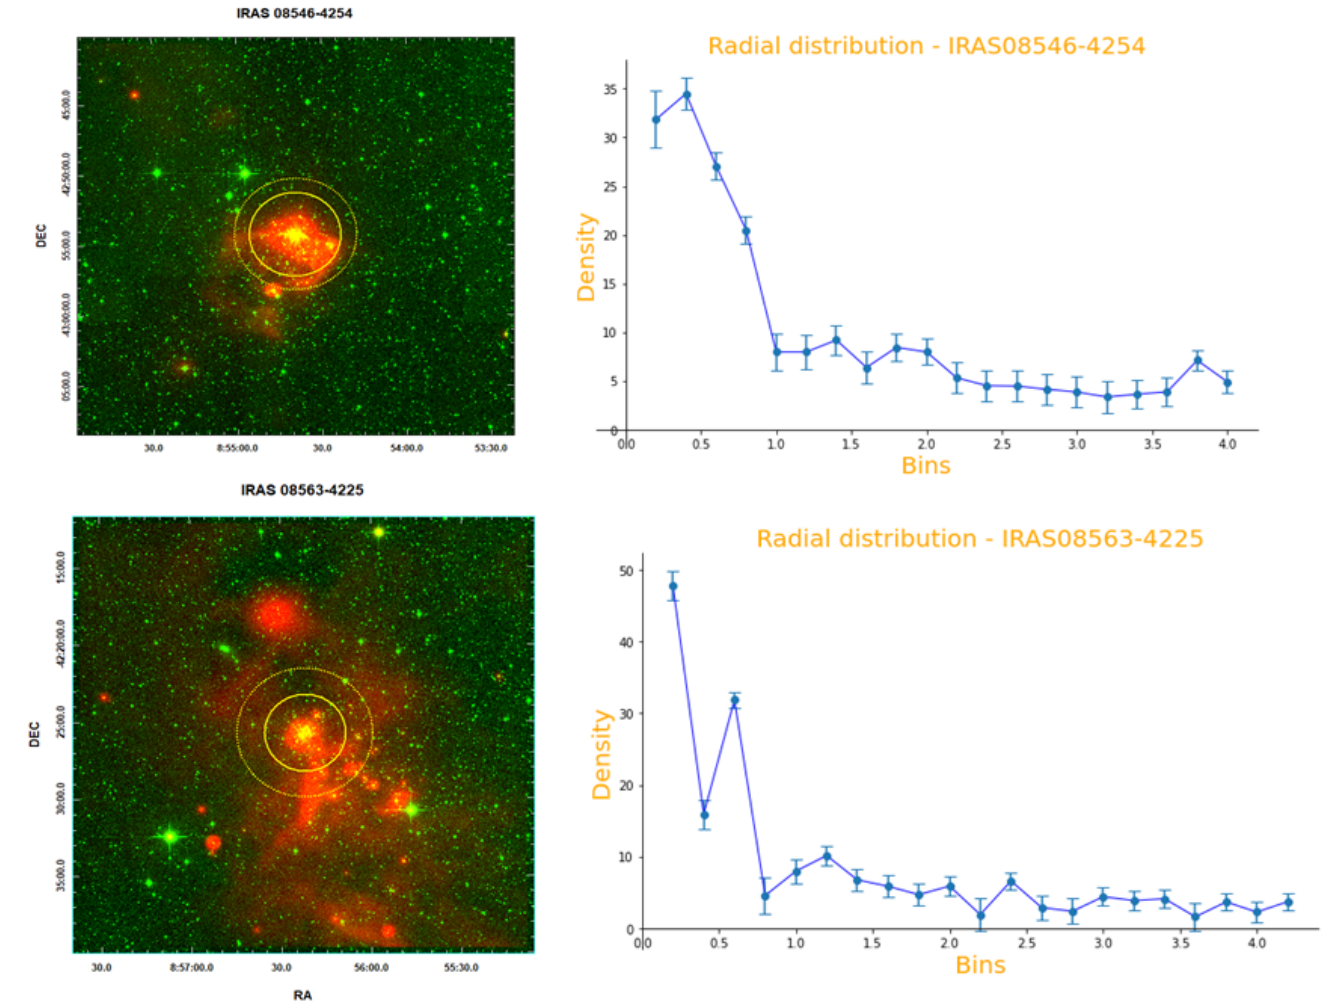 IRAS 08546-4254
Radial distribution - IRAS08546-4254
DEC
45:00.0
42:50:00.0
55:00.0
43:00:00.0
05:00.0
30.0 8:55:00.0 30.0 54:00.0 53:30.0
Density
35
30
25
20
15
10
5
0
0.0 0.5 1.0 1.5 2.0 2.5 3.0 3.5 4.0
Bins
IRAS 08563-4225
Radial distribution - IRAS08563-4225
DEC
15:00.0
42:20:00.0
25:00.0
30:00.0
35:00.0
30.0 8:57:00.0 30.0 56:00.0 55:30.0
RA
Density
50
40
30
20
10
0
0.0 0.5 1.0 1.5 2.0 2.5 3.0 3.5 4.0
Bins